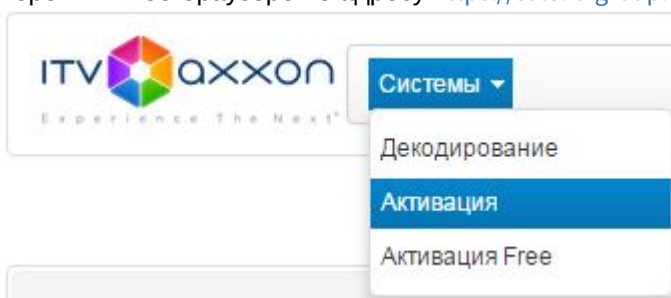 ITV axxon
Experience The Next®
Системы
Декодирование
Активация
Активация Free